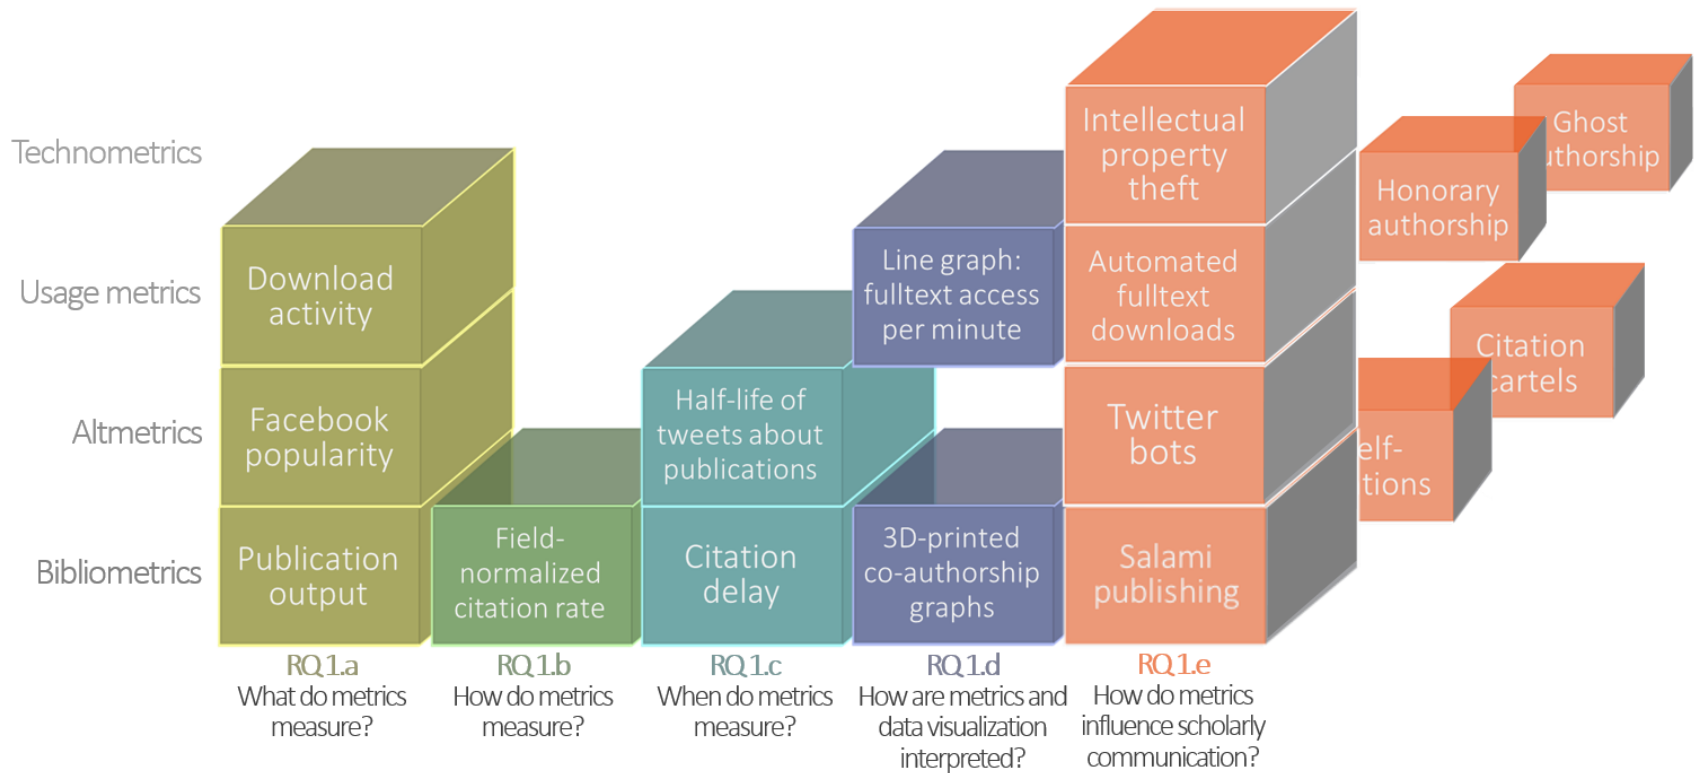 Technometrics
Usage metrics
Altmetrics
Bibliometrics
Download
activity
Facebook
popularity
Publication
output
Field-
normalized
citation rate
Half-life of
tweets about
publications
Citation
delay
Line graph:
fulltext access
per minute
3D-printed
co-authorship
graphs
Intellectual
property
theft
Automated
fulltext
downloads
Twitter
bots
Salami
publishing
Honorary
authorship
Ghost
uthorship
Citation
cartels
elf-
tions
RQ1.a
What do metrics
measure?
RQ1.b
How do metrics
measure?
RQ1.c
When do metrics
measure?
RQ1.d
How are metrics and
data visualization
interpreted?
RQ1.e
How do metrics
influence scholarly
communication?